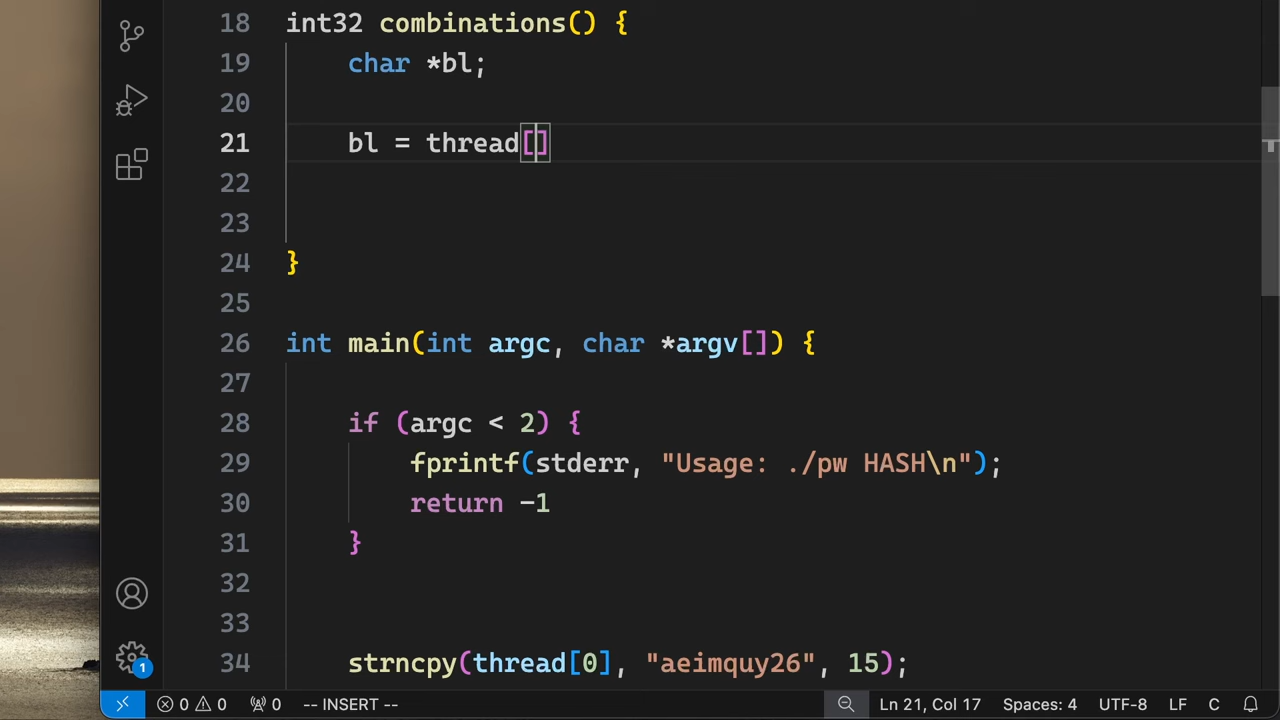 18 int32 combinations() {
19 char *bl;
20
21 bl = thread[]
22
23
24 }
25
26 int main(int argc, char *argv[]) {
27
28 if (argc < 2) {
29 fprintf(stderr, "Usage: ./pw HASH\n");
30 return -1
31 }
32
33
34 strncpy(thread[0], "aeimquy26", 15);
1
0 0 0 -- INSERT -- Ln 21, Col 17 Spaces: 4 UTF-8 LF C